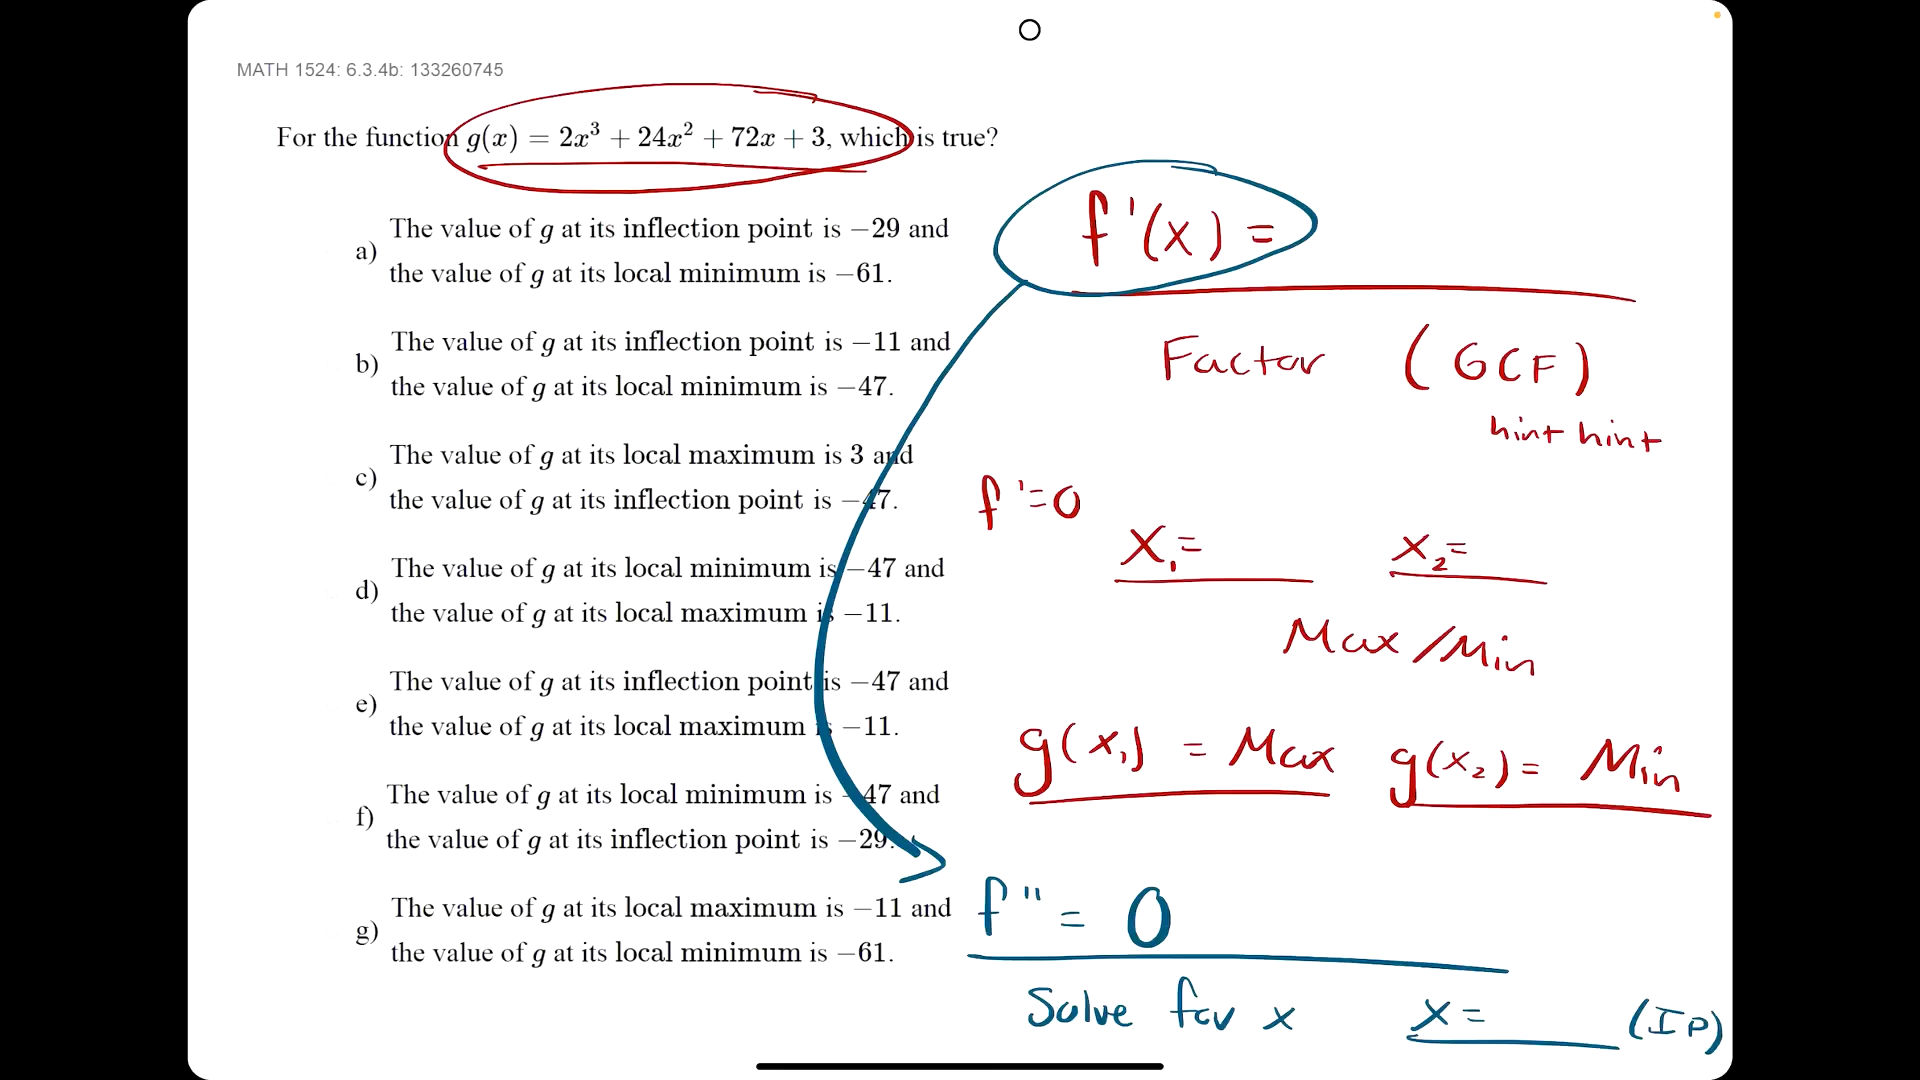 MATH 1524: 6.3.4b: 133260745
For the function g(x) = 2x³ + 24x² + 72x + 3, which is true?
a) The value of g at its inflection point is −29 and
the value of g at its local minimum is −61.
b) The value of g at its inflection point is −11 and
the value of g at its local minimum is −47.
c) The value of g at its local maximum is 3 and
the value of g at its inflection point is −47.
d) The value of g at its local minimum is −47 and
the value of g at its local maximum is −11.
e) The value of g at its inflection point is −47 and
the value of g at its local maximum is −11.
f) The value of g at its local minimum is −47 and
the value of g at its inflection point is −29.
g) The value of g at its local maximum is −11 and
the value of g at its local minimum is −61.
f'(x) =
Factor (GCF)
hint hint
f'=0
x₁= x₂=
Max/Min
g(x₁) = Max g(x₂) = Min
f" = 0
Solve for x x = (IP)